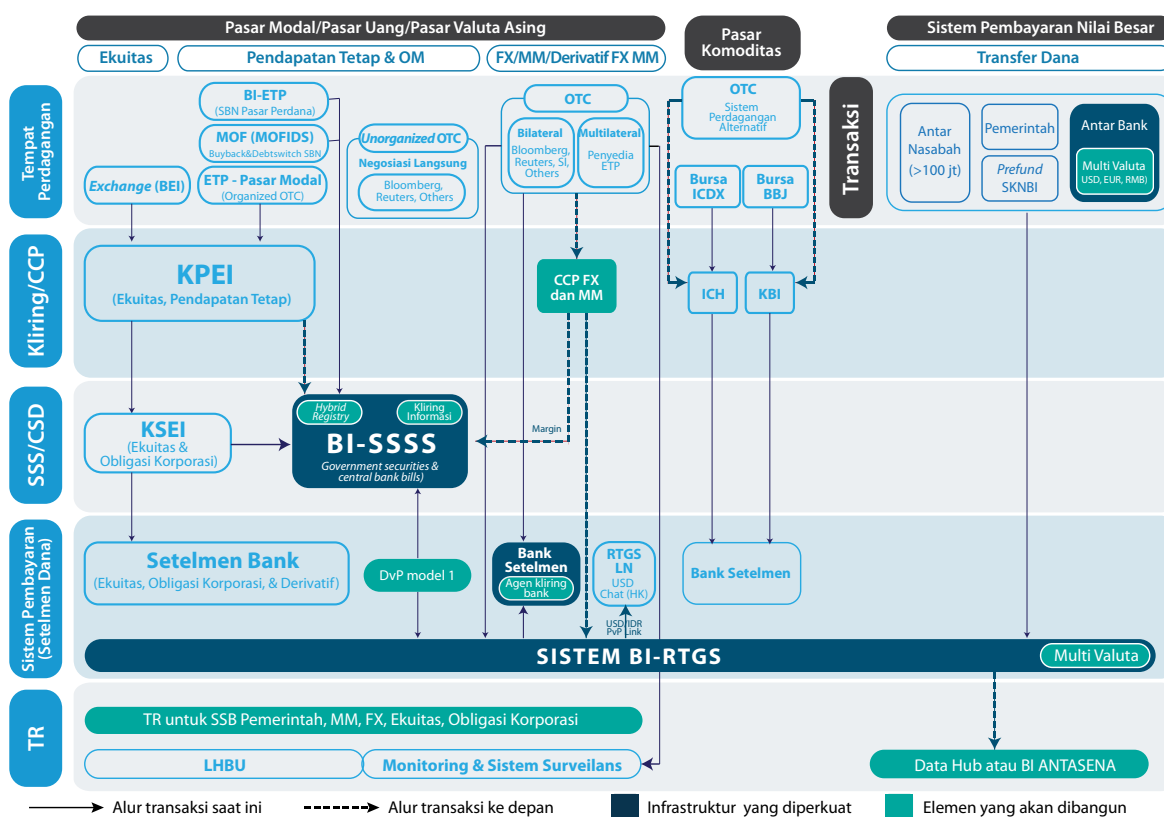 Pasar Modal/Pasar Uang/Pasar Valuta Asing
Pasar
Komoditas
Sistem Pembayaran Nilai Besar
Ekuitas
Pendapatan Tetap & OM
FX/MM/Derivatif FX MM
Transfer Dana
Tempat
Perdagangan
BI-ETP
(SBN Pasar Perdana)
MOF (MOFIDS)
Buyback&Debtswitch SBN
Exchange (BEI)
ETP - Pasar Modal
(Organized OTC)
Unorganized OTC
Negosiasi Langsung
Bloomberg,
Reuters, Others
OTC
Bilateral
Bloomberg,
Reuters, SI,
Others
Multilateral
Penyedia
ETP
OTC
Sistem
Perdagangan
Alternatif
Bursa
ICDX
Bursa
BBJ
Transaksi
Antar
Nasabah
(>100 jt)
Pemerintah
Prefund
SKNBI
Antar Bank
Multi Valuta
USD, EUR, RMB)
Kliring/CCP
KPEI
(Ekuitas, Pendapatan Tetap)
CCP FX
dan MM
ICH
KBI
SSS/CSD
KSEI
(Ekuitas &
Obligasi Korporasi)
Hybrid
Registry
Kliring
Informasi
BI-SSSS
Government securities &
central bank bills)
Margin
Sistem Pembayaran
(Setelmen Dana)
Setelmen Bank
(Ekuitas, Obligasi Korporasi, & Derivatif)
DvP model 1
Bank
Setelmen
Agen kliring
bank
RTGS
LN
USD
Chat (HK)
USD/IDR
PvP Link
Bank Setelmen
SISTEM BI-RTGS
Multi Valuta
TR
TR untuk SSB Pemerintah, MM, FX, Ekuitas, Obligasi Korporasi
LHBU
Monitoring & Sistem Surveilans
Data Hub atau BI ANTASENA
Alur transaksi saat ini
Alur transaksi ke depan
Infrastruktur yang diperkuat
Elemen yang akan dibangun